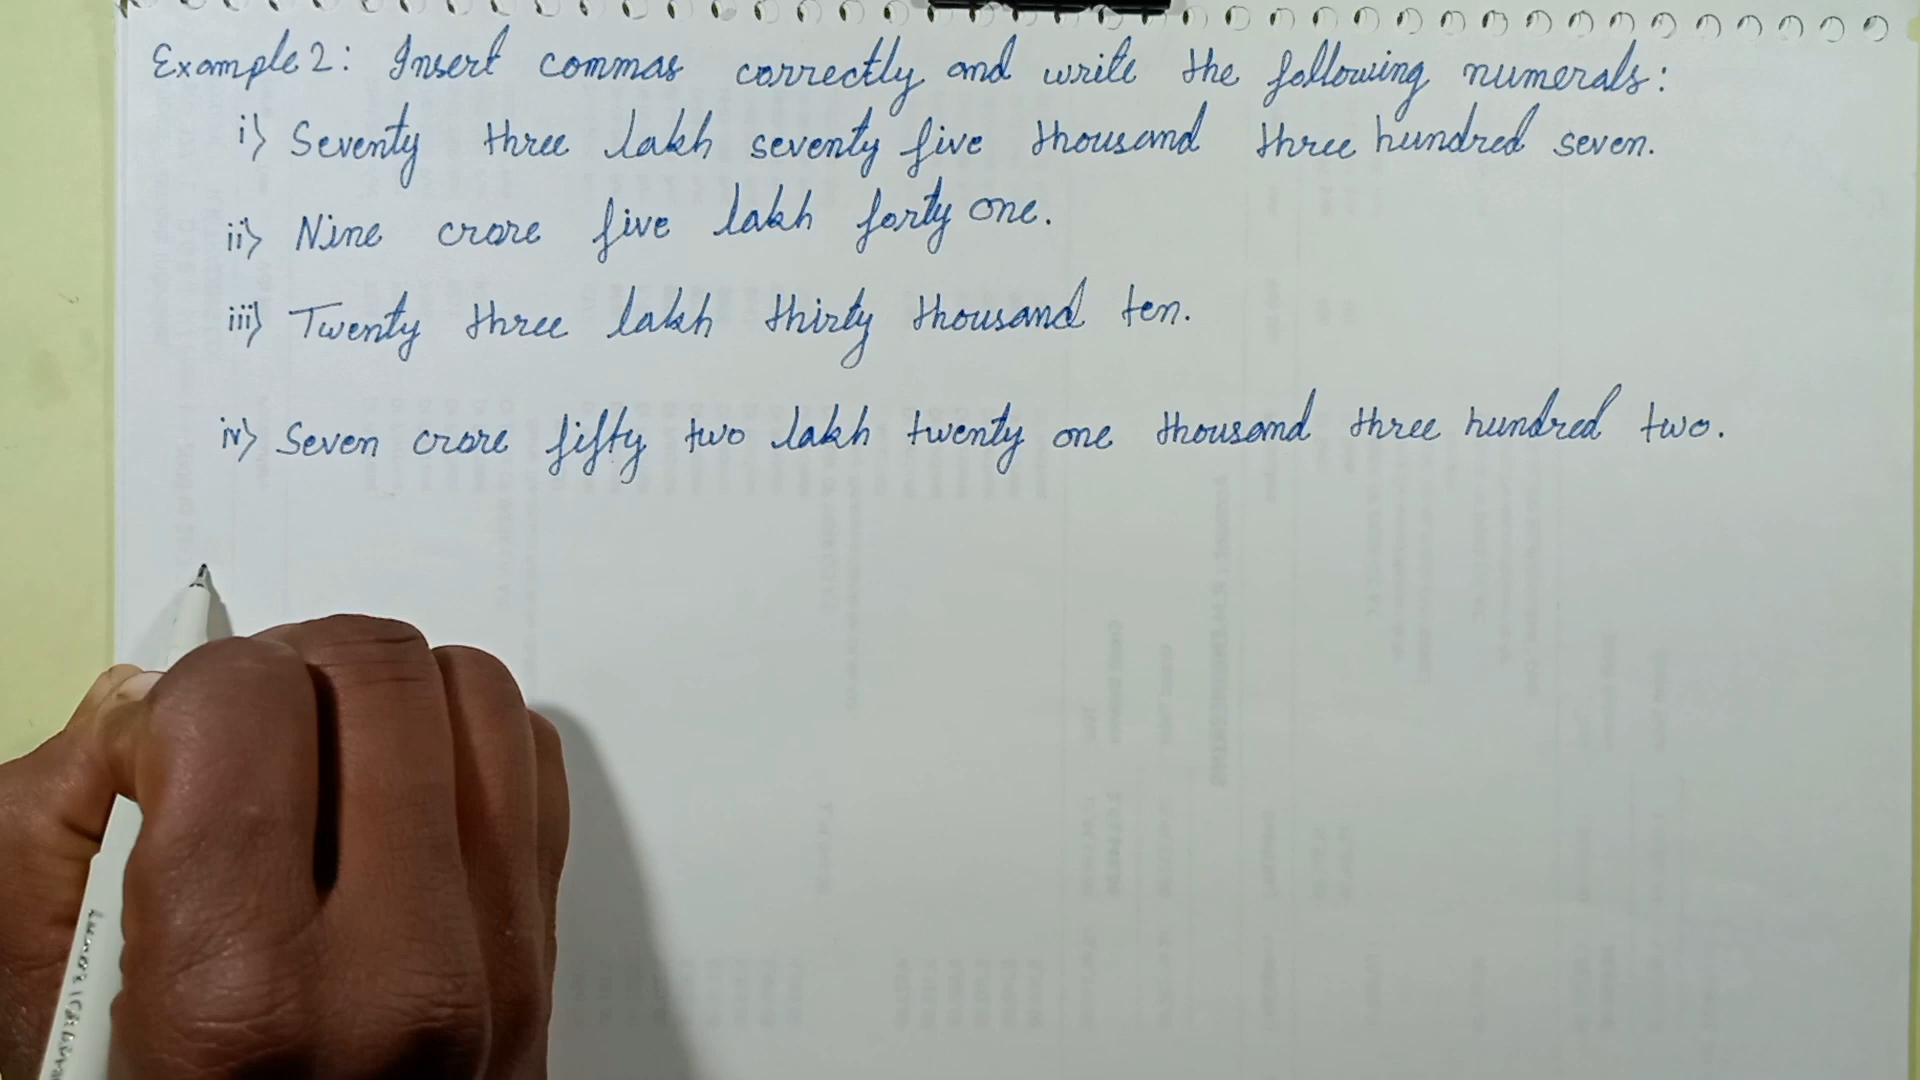 Example 2: Insert commas correctly and write the following numerals:
i) Seventy three lakh seventy five thousand three hundred seven.
ii) Nine crore five lakh forty one.
iii) Twenty three lakh thirty thousand ten.
iv) Seven crore fifty two lakh twenty one thousand three hundred two.